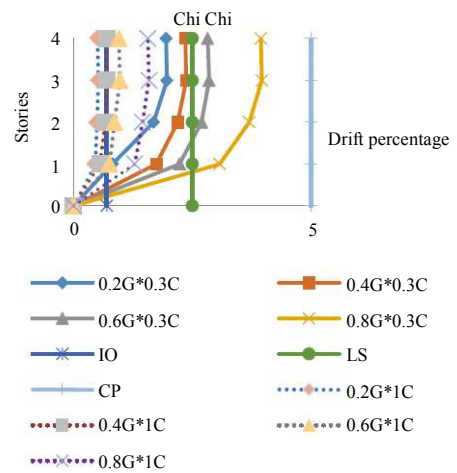 Chi Chi
4
3
2
1
0
Stories
0
5
Drift percentage
0.2G*0.3C
0.4G*0.3C
0.6G*0.3C
0.8G*0.3C
IO
LS
CP
0.2G*1C
0.4G*1C
0.6G*1C
0.8G*1C